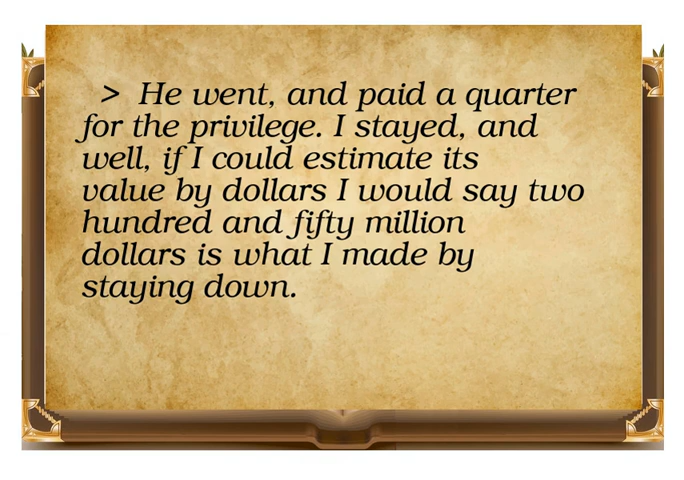 > He went, and paid a quarter
for the privilege. I stayed, and
well, if I could estimate its
value by dollars I would say two
hundred and fifty million
dollars is what I made by
staying down.